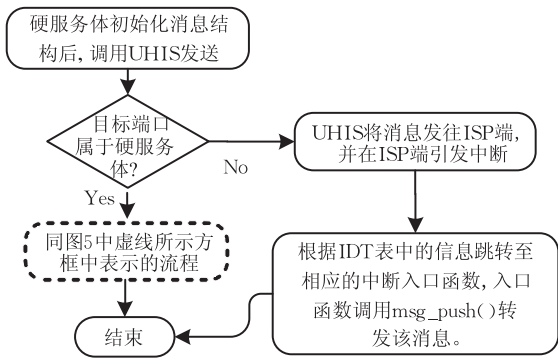 硬服务体初始化消息结
构后,调用UHIS发送
目标端口
属于硬服务
体?
No
UHIS将消息发往ISP端,
并在ISP端引发中断
Yes
同图5中虚线所示方
框中表示的流程
根据IDT表中的信息跳转至
相应的中断入口函数,入口
函数调用msg_push()转
发该消息。
结束